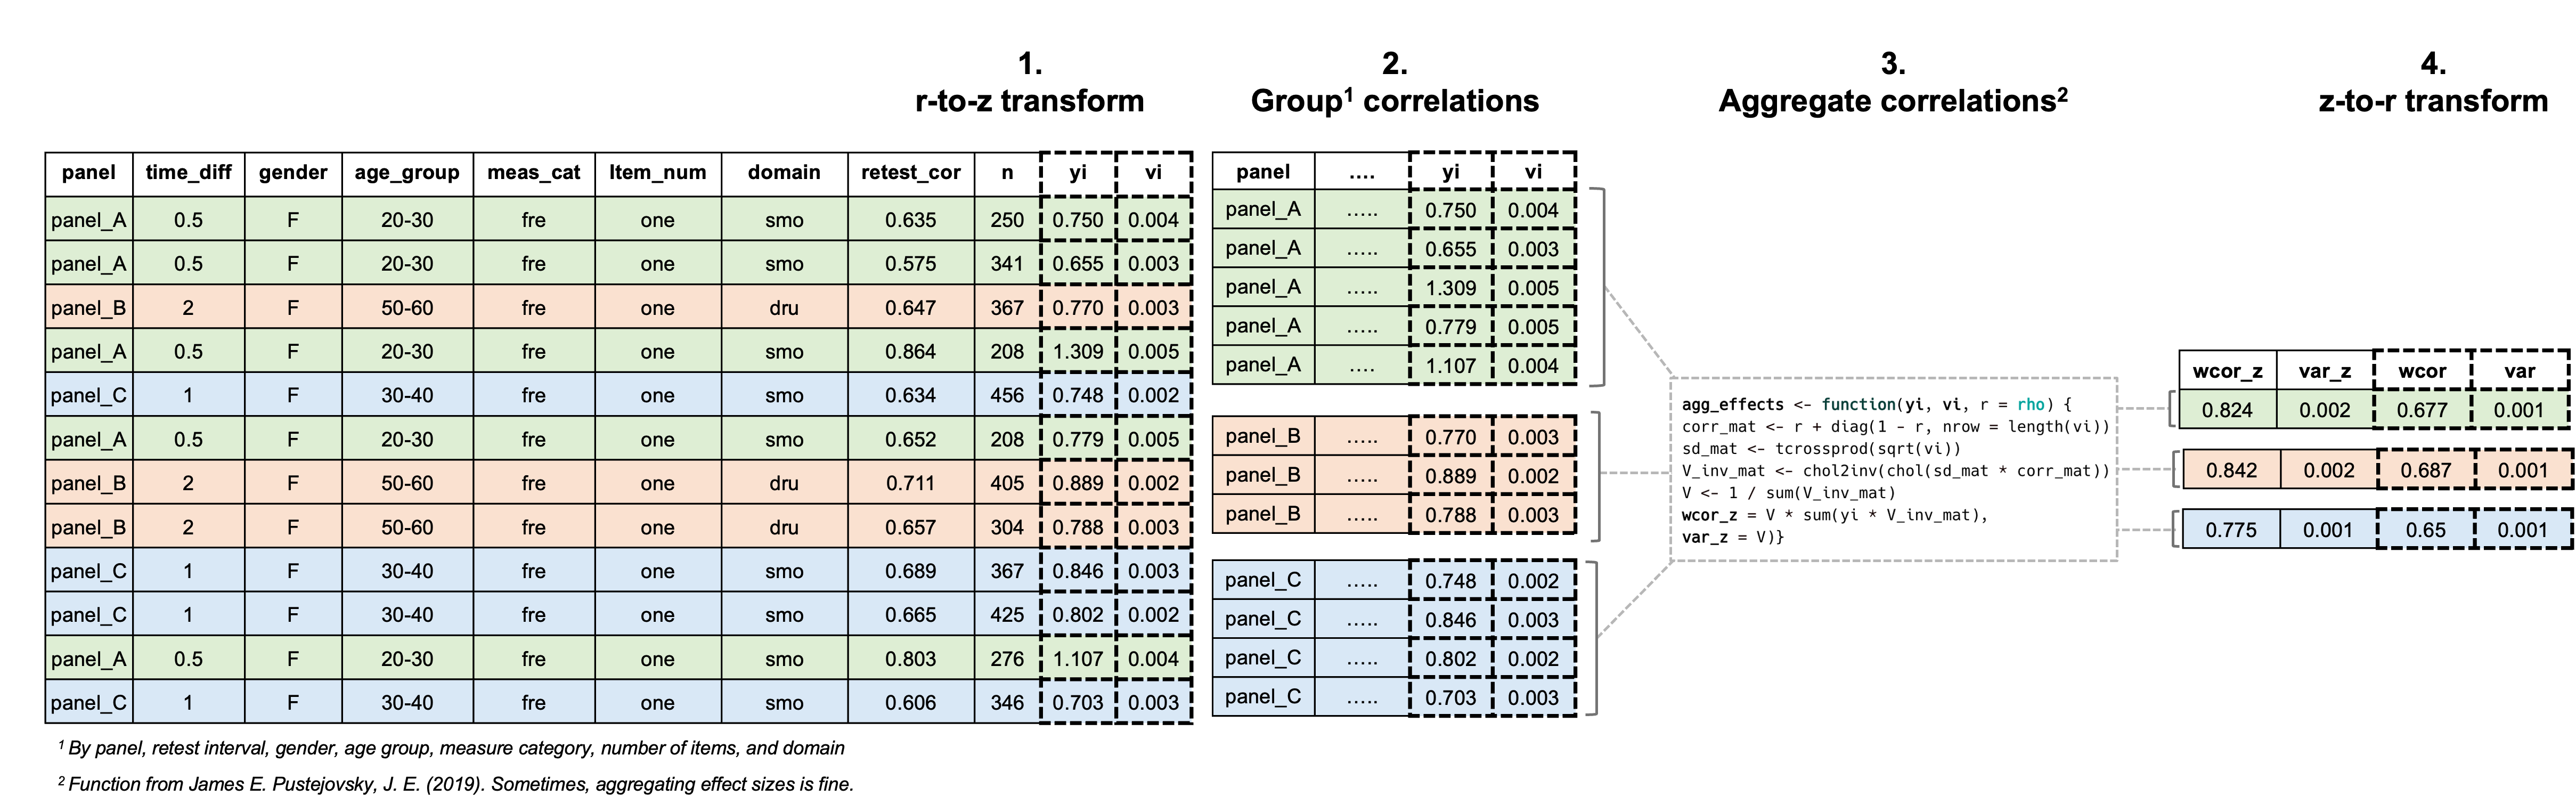 1.
r-to-z transform
2.
Group¹ correlations
3.
Aggregate correlations²
4.
z-to-r transform
panel time_diff gender age_group meas_cat Item_num domain retest_cor n yi vi
panel_A 0.5 F 20-30 fre one smo 0.635 250 0.750 0.004
panel_A 0.5 F 20-30 fre one smo 0.575 341 0.655 0.003
panel_B 2 F 50-60 fre one dru 0.647 367 0.770 0.003
panel_A 0.5 F 20-30 fre one smo 0.864 208 1.309 0.005
panel_C 1 F 30-40 fre one smo 0.634 456 0.748 0.002
panel_A 0.5 F 20-30 fre one smo 0.652 208 0.779 0.005
panel_B 2 F 50-60 fre one dru 0.711 405 0.889 0.002
panel_B 2 F 50-60 fre one dru 0.657 304 0.788 0.003
panel_C 1 F 30-40 fre one smo 0.689 367 0.846 0.003
panel_C 1 F 30-40 fre one smo 0.665 425 0.802 0.002
panel_A 0.5 F 20-30 fre one smo 0.803 276 1.107 0.004
panel_C 1 F 30-40 fre one smo 0.606 346 0.703 0.003
¹ By panel, retest interval, gender, age group, measure category, number of items, and domain
² Function from James E. Pustejovsky, J. E. (2019). Sometimes, aggregating effect sizes is fine.
panel .... yi vi
panel_A ..... 0.750 0.004
panel_A ..... 0.655 0.003
panel_A ..... 1.309 0.005
panel_A ..... 0.779 0.005
panel_A .... 1.107 0.004
panel_B ..... 0.770 0.003
panel_B ..... 0.889 0.002
panel_B ..... 0.788 0.003
panel_C ..... 0.748 0.002
panel_C ..... 0.846 0.003
panel_C ..... 0.802 0.002
panel_C ..... 0.703 0.003
agg_effects <- function(yi, vi, r = rho) {
corr_mat <- r + diag(1 - r, nrow = length(vi))
sd_mat <- tcrossprod(sqrt(vi))
V_inv_mat <- chol2inv(chol(sd_mat * corr_mat))
V <- 1 / sum(V_inv_mat)
wcor_z = V * sum(yi * V_inv_mat),
var_z = V)}
wcor_z var_z wcor var
0.824 0.002 0.677 0.001
0.842 0.002 0.687 0.001
0.775 0.001 0.65 0.001